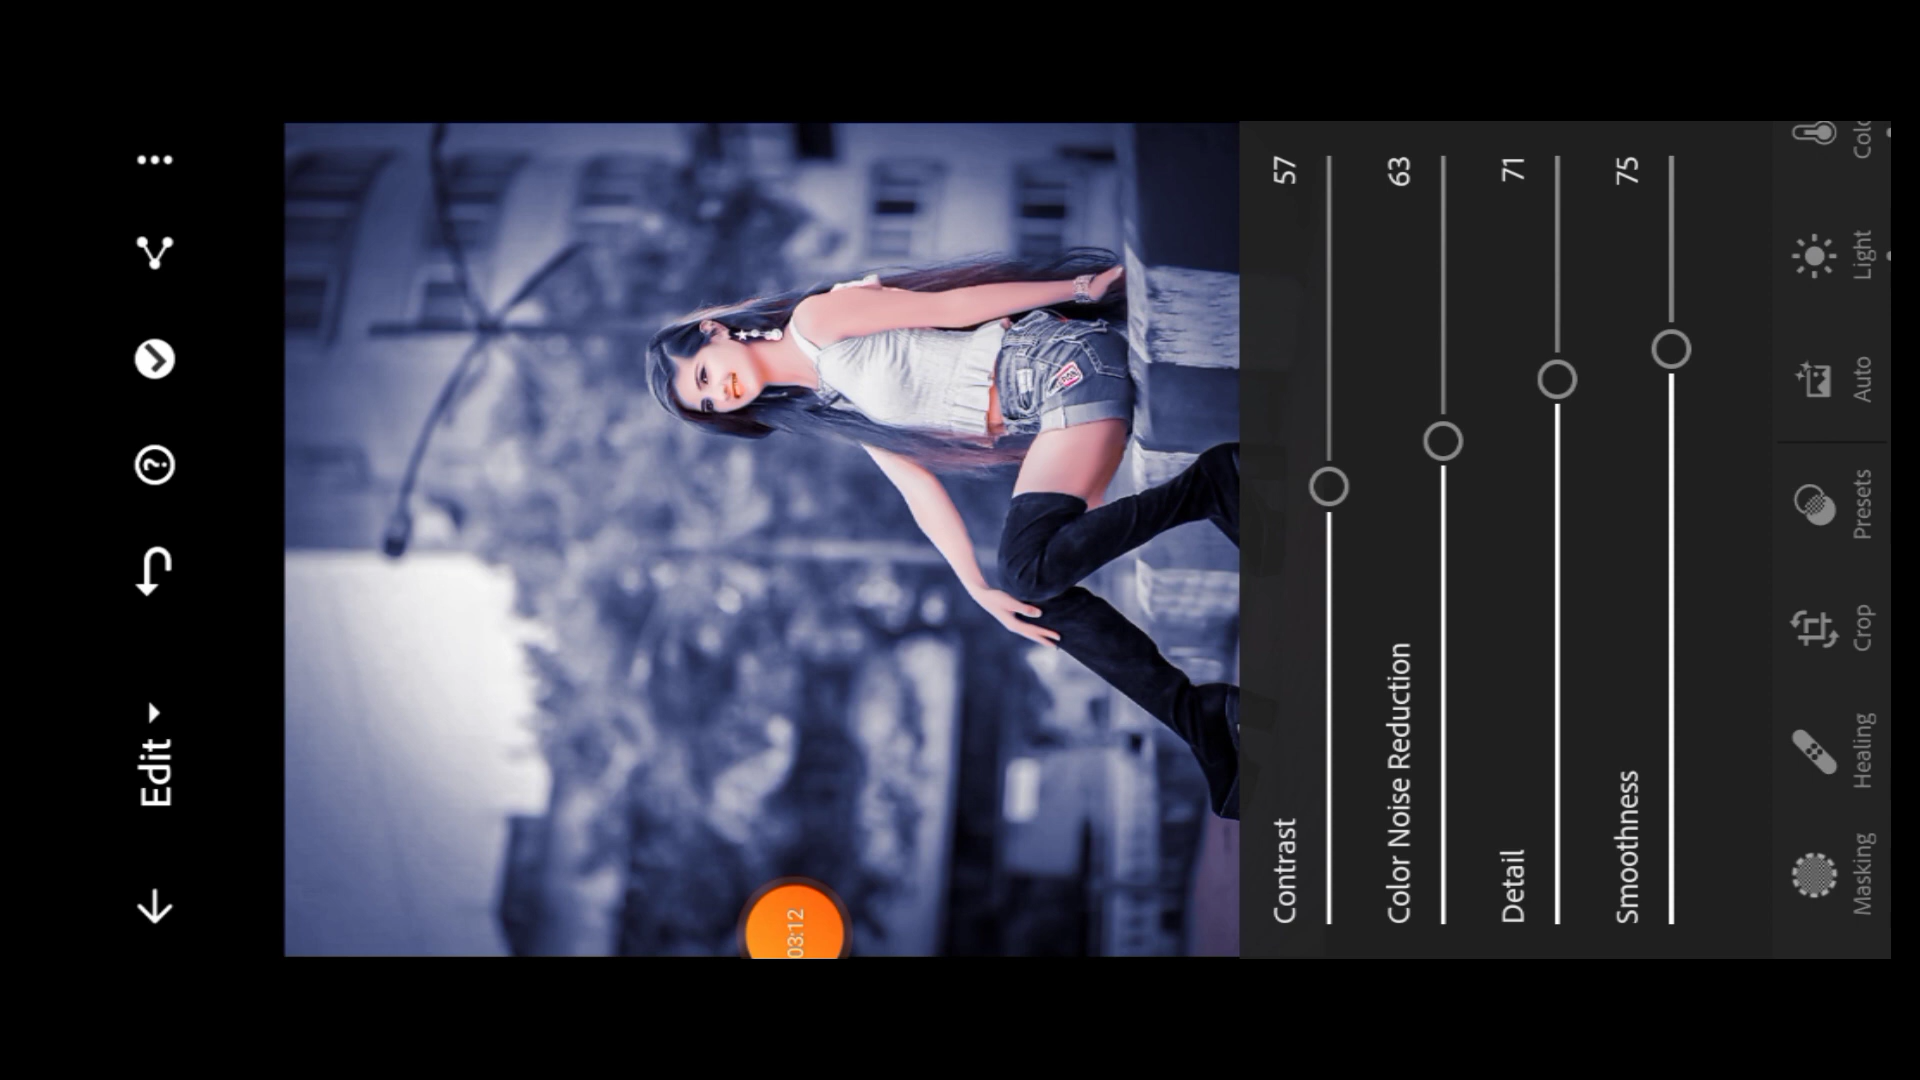 Edit
Contrast 57
Color Noise Reduction 63
Detail 71
Smoothness 75
Masking
Healing
Crop
Presets
Auto
Light
Colo
03:12